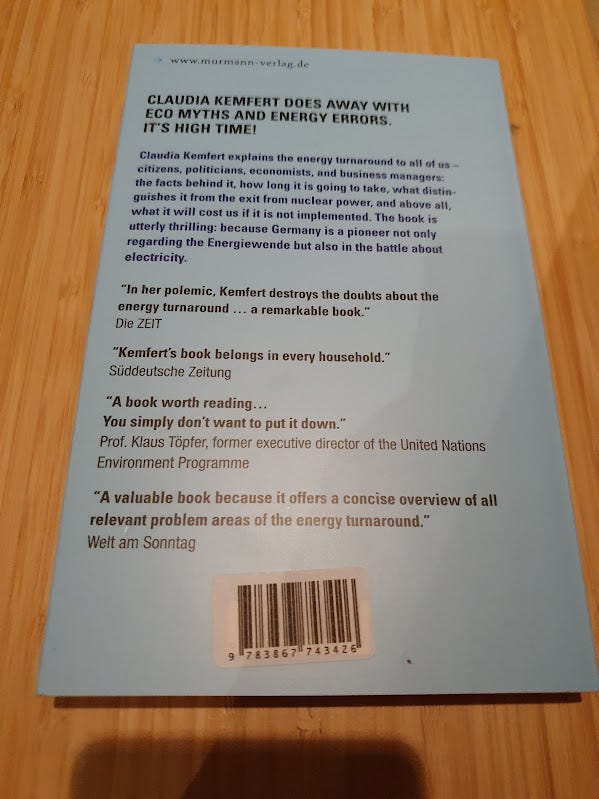 → www.murmann-verlag.de
CLAUDIA KEMFERT DOES AWAY WITH
ECO MYTHS AND ENERGY ERRORS.
IT'S HIGH TIME!
Claudia Kemfert explains the energy turnaround to all of us –
citizens, politicians, economists, and business managers:
the facts behind it, how long it is going to take, what distin-
guishes it from the exit from nuclear power, and above all,
what it will cost us if it is not implemented. The book is
utterly thrilling: because Germany is a pioneer not only
regarding the Energiewende but also in the battle about
electricity.
"In her polemic, Kemfert destroys the doubts about the
energy turnaround … a remarkable book."
Die ZEIT
"Kemfert's book belongs in every household."
Süddeutsche Zeitung
"A book worth reading…
You simply don't want to put it down."
Prof. Klaus Töpfer, former executive director of the United Nations
Environment Programme
"A valuable book because it offers a concise overview of all
relevant problem areas of the energy turnaround."
Welt am Sonntag
9 783867 743426